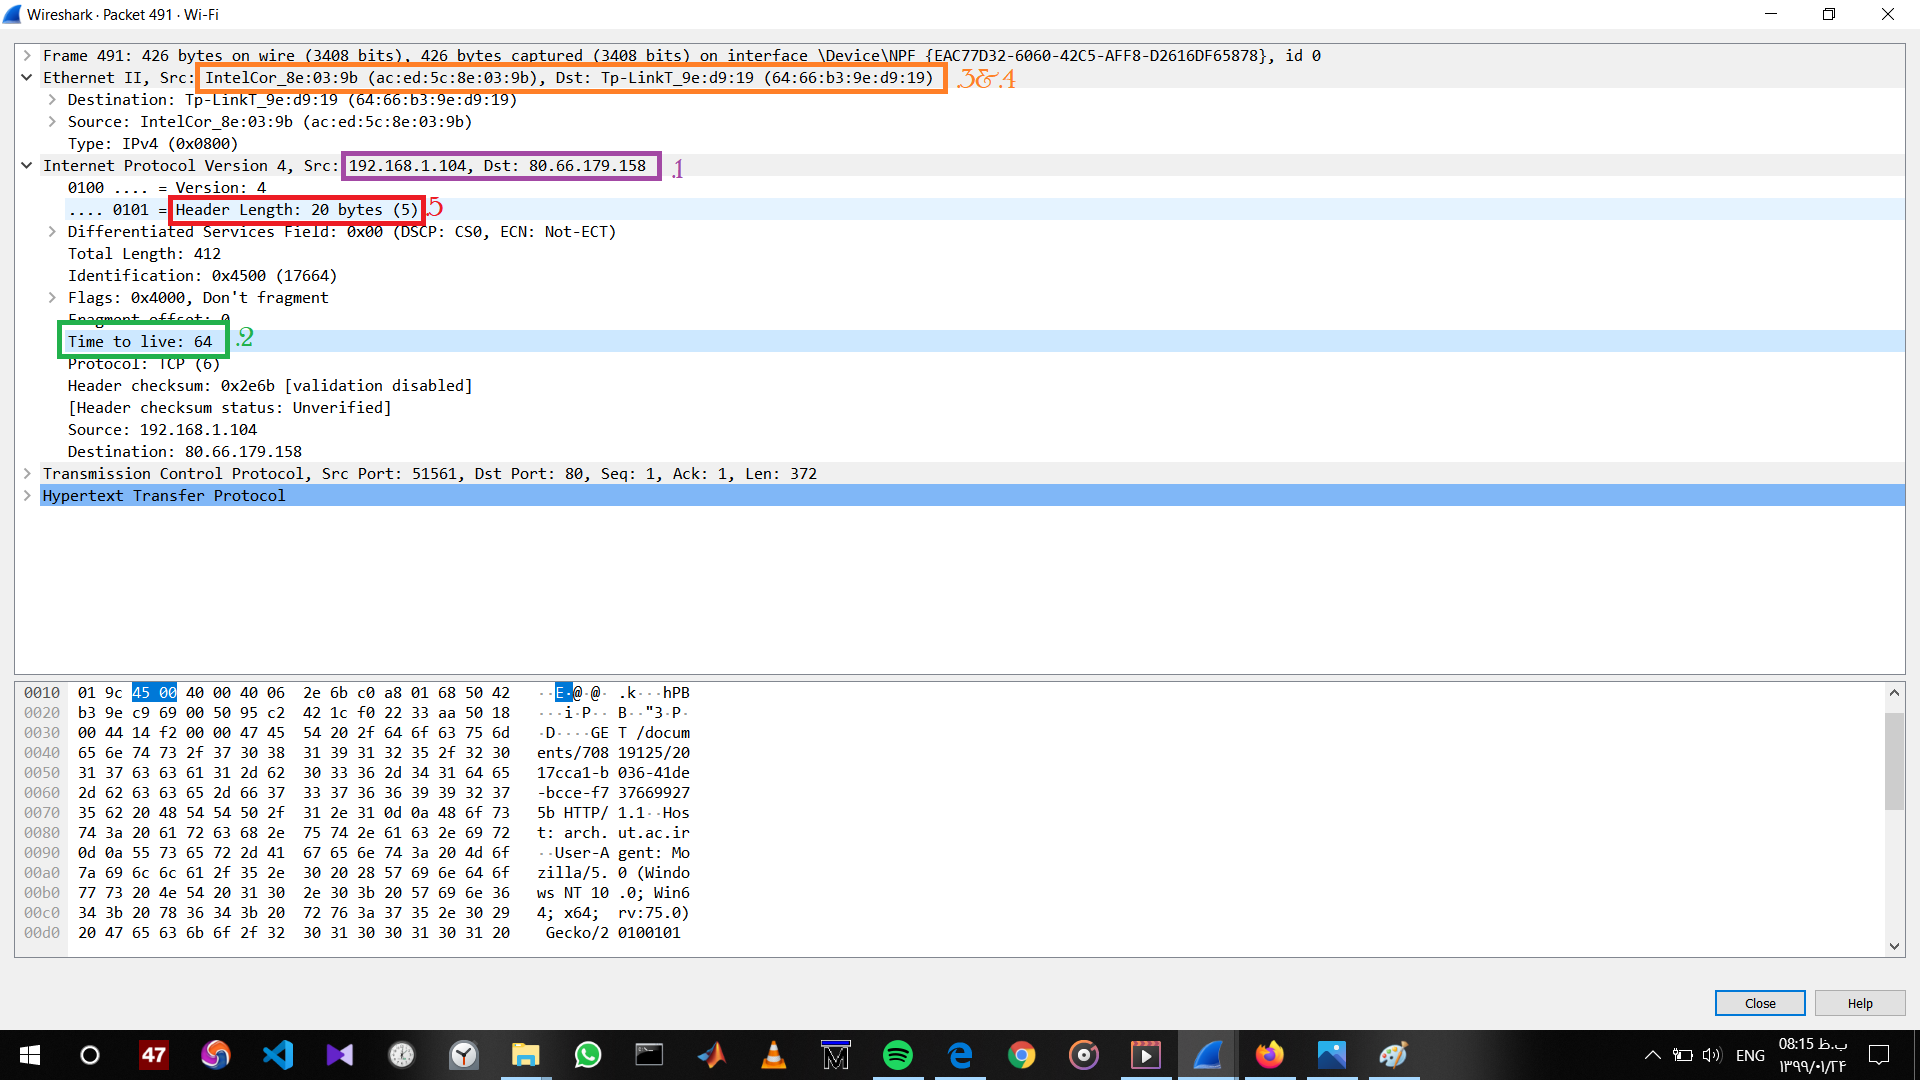 Wireshark · Packet 491 · Wi-Fi
Frame 491: 426 bytes on wire (3408 bits), 426 bytes captured (3408 bits) on interface \Device\NPF_{EAC77D32-6060-42C5-AFF8-D2616DF65878}, id 0
Ethernet II, Src: IntelCor_8e:03:9b (ac:ed:5c:8e:03:9b), Dst: Tp-LinkT_9e:d9:19 (64:66:b3:9e:d9:19) .3&.4
Destination: Tp-LinkT_9e:d9:19 (64:66:b3:9e:d9:19)
Source: IntelCor_8e:03:9b (ac:ed:5c:8e:03:9b)
Type: IPv4 (0x0800)
Internet Protocol Version 4, Src: 192.168.1.104, Dst: 80.66.179.158 .1
0100 .... = Version: 4
.... 0101 = Header Length: 20 bytes (5) .5
Differentiated Services Field: 0x00 (DSCP: CS0, ECN: Not-ECT)
Total Length: 412
Identification: 0x4500 (17664)
Flags: 0x4000, Don't fragment
Fragment offset: 0
Time to live: 64 .2
Protocol: TCP (6)
Header checksum: 0x2e6b [validation disabled]
[Header checksum status: Unverified]
Source: 192.168.1.104
Destination: 80.66.179.158
Transmission Control Protocol, Src Port: 51561, Dst Port: 80, Seq: 1, Ack: 1, Len: 372
Hypertext Transfer Protocol
0010 01 9c 45 00 40 00 40 06 2e 6b c0 a8 01 68 50 42 ··E·@·@· .k···hPB
0020 b3 9e c9 69 00 50 95 c2 42 1c f0 22 33 aa 50 18 ···i·P·· B··"3·P·
0030 00 44 14 f2 00 00 47 45 54 20 2f 64 6f 63 75 6d ·D····GE T /docum
0040 65 6e 74 73 2f 37 30 38 31 39 31 32 35 2f 32 30 ents/708 19125/20
0050 31 37 63 63 61 31 2d 62 30 33 36 2d 34 31 64 65 17cca1-b 036-41de
0060 2d 62 63 63 65 2d 66 37 33 37 36 36 39 39 32 37 -bcce-f7 37669927
0070 35 62 20 48 54 54 50 2f 31 2e 31 0d 0a 48 6f 73 5b HTTP/ 1.1··Hos
0080 74 3a 20 61 72 63 68 2e 75 74 2e 61 63 2e 69 72 t: arch. ut.ac.ir
0090 0d 0a 55 73 65 72 2d 41 67 65 6e 74 3a 20 4d 6f ··User-A gent: Mo
00a0 7a 69 6c 6c 61 2f 35 2e 30 20 28 57 69 6e 64 6f zilla/5. 0 (Windo
00b0 77 73 20 4e 54 20 31 30 2e 30 3b 20 57 69 6e 36 ws NT 10 .0; Win6
00c0 34 3b 20 78 36 34 3b 20 72 76 3a 37 35 2e 30 29 4; x64; rv:75.0)
00d0 20 47 65 63 6b 6f 2f 32 30 31 30 30 31 30 31 20 Gecko/2 0100101
Close Help
47
ENG
08:15 ب.ظ
۱۳۹۹/۰۱/۲۴